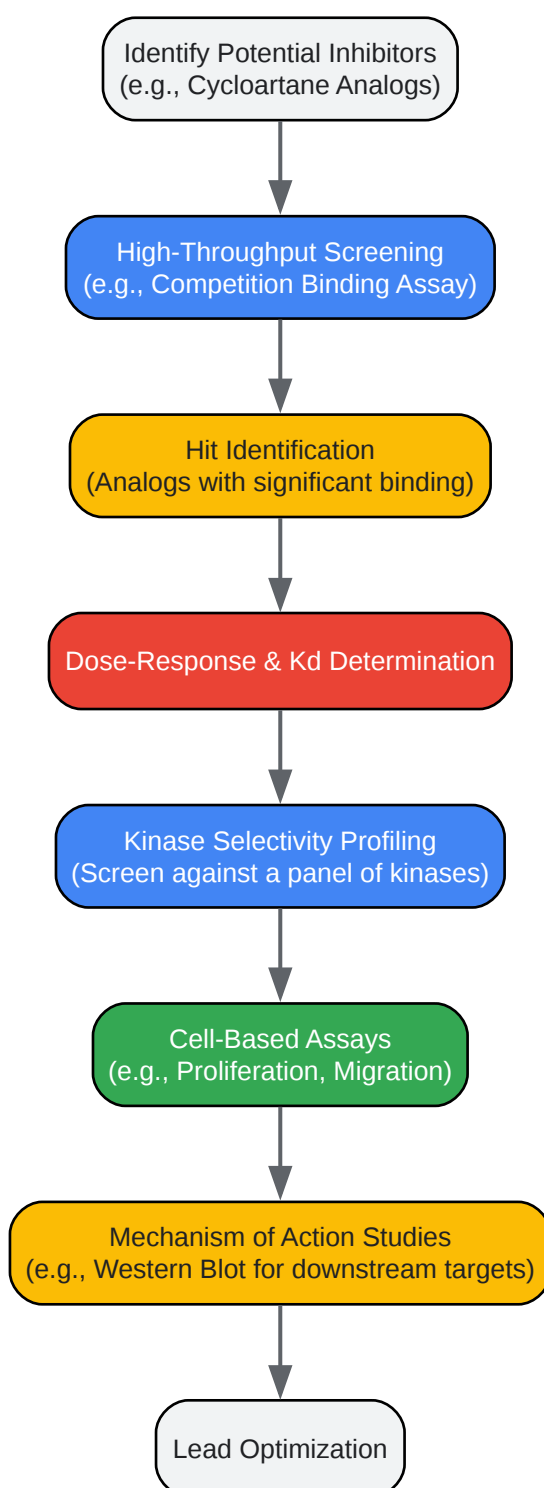 Identify Potential Inhibitors
(e.g., Cycloartane Analogs)
High-Throughput Screening
(e.g., Competition Binding Assay)
Hit Identification
(Analogs with significant binding)
Dose-Response & Kd Determination
Kinase Selectivity Profiling
(Screen against a panel of kinases)
Cell-Based Assays
(e.g., Proliferation, Migration)
Mechanism of Action Studies
(e.g., Western Blot for downstream targets)
Lead Optimization